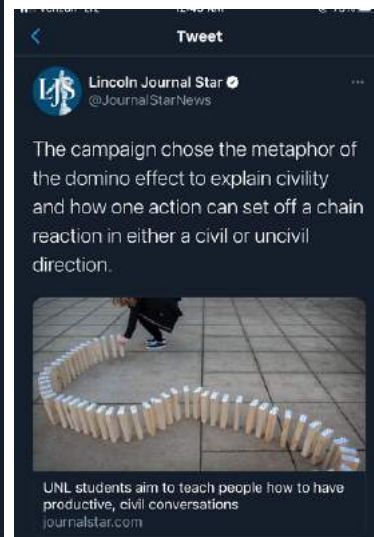 Tweet
Lincoln Journal Star
@JournalStarNews
The campaign chose the metaphor of
the domino effect to explain civility
and how one action can set off a chain
reaction in either a civil or uncivil
direction.
UNL students aim to teach people how to have
productive, civil conversations
journalstar.com